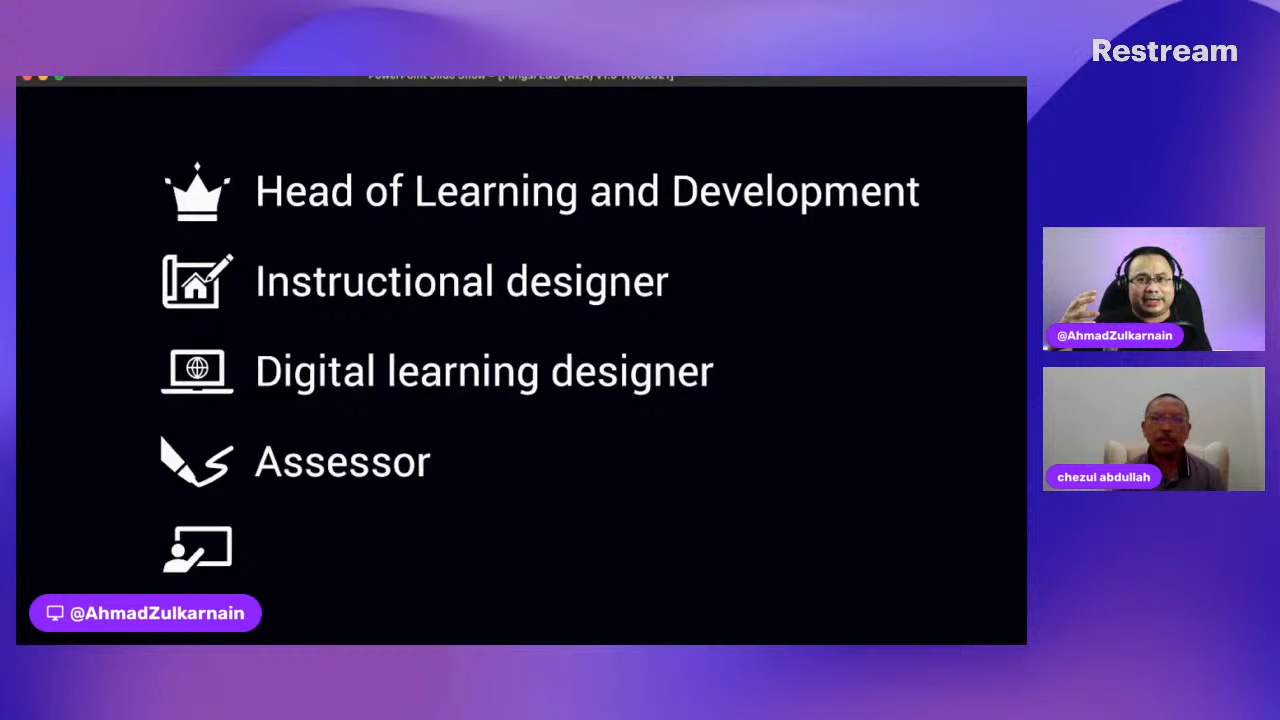 Restream
Head of Learning and Development
Instructional designer
Digital learning designer
Assessor
@AhmadZulkarnain
@AhmadZulkarnain
chezul abdullah